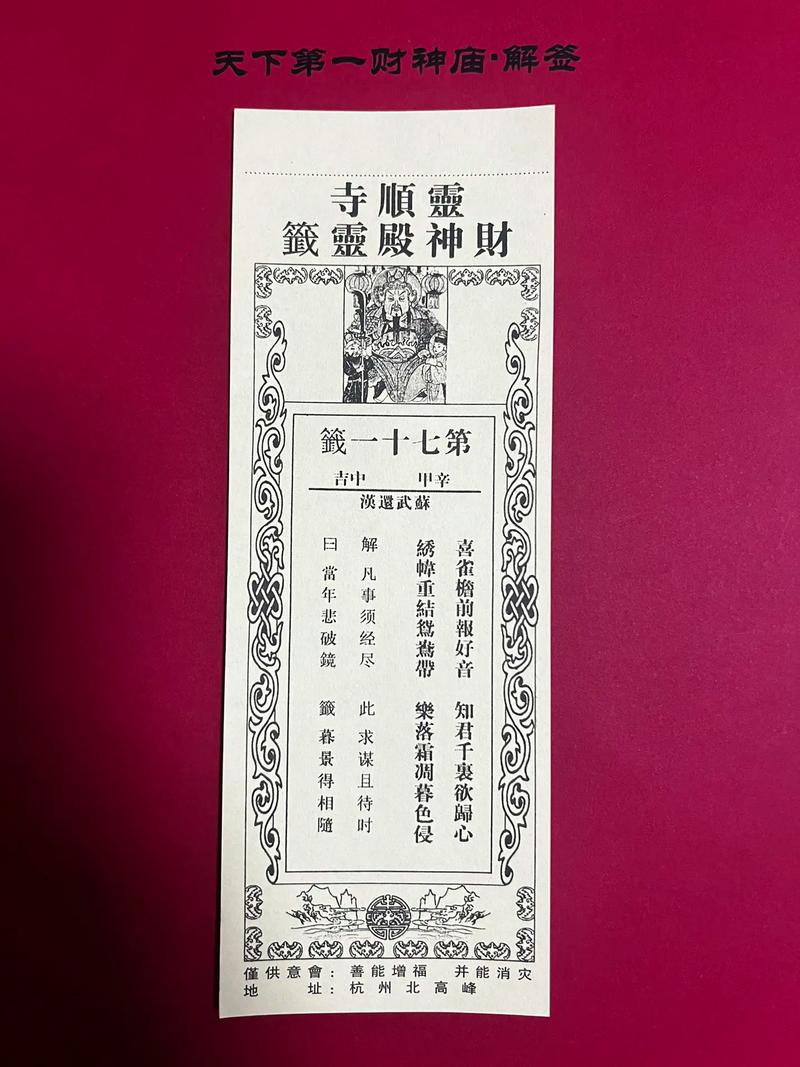 天下第一财神庙·解签
靈順寺
財神殿靈籤
第七十一籤
辛甲 中吉
蘇武還漢
喜雀檐前報好音 知君千裏欲歸心
綉幃重結鴛鴦帶 樂落霜凋暮色侵
解 凡事须经尽 此 求谋且待时
曰 當年悲破鏡 籤 暮景得相隨
僅供意會：善能增福 并能消灾
地址：杭州北高峰